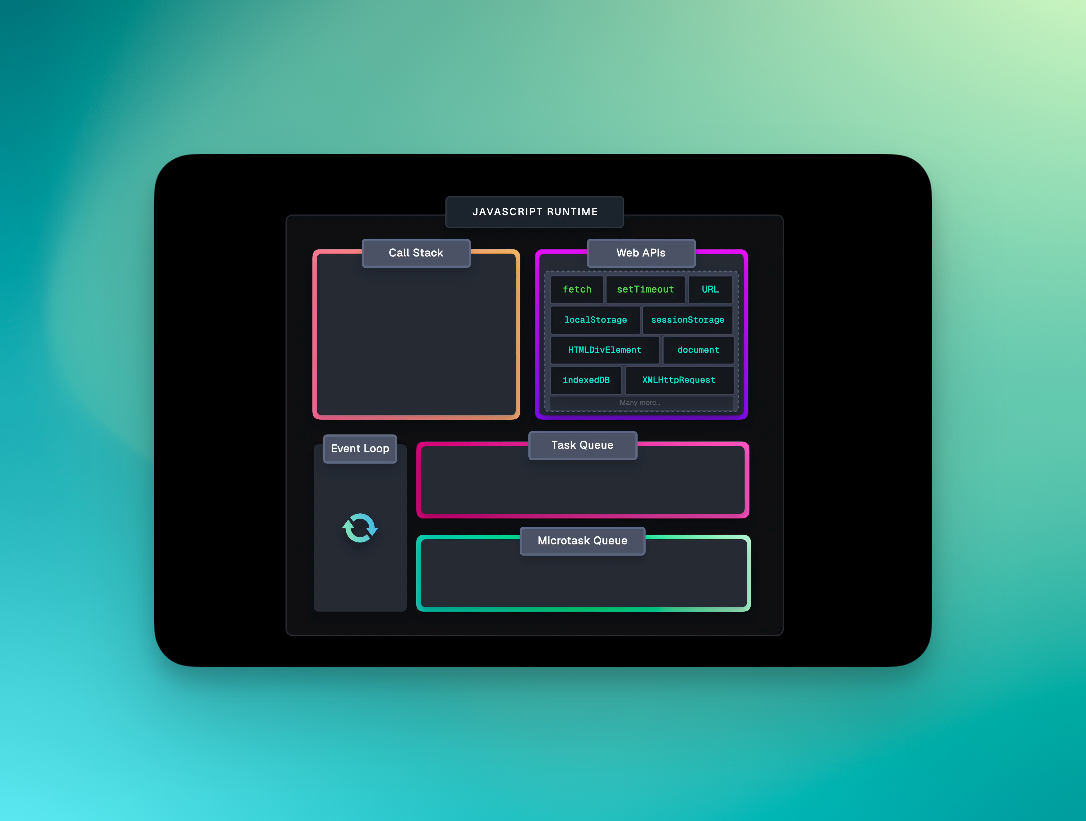 JAVASCRIPT RUNTIME
Call Stack
Web APIs
fetch
setTimeout
URL
localStorage
sessionStorage
HTMLDivElement
document
indexedDB
XMLHttpRequest
Many more..
Event Loop
Task Queue
Microtask Queue